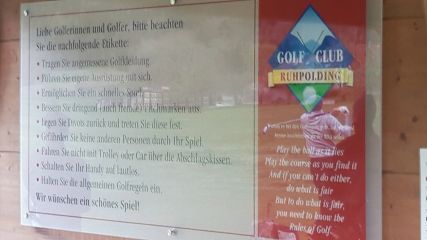 Liebe Golferinnen und Golfer, bitte beachten
Sie die nachfolgende Etikette:
• Tragen Sie angemessene Golfkleidung.
• Führen Sie eigene Ausrüstung mit sich.
• Ermöglichen Sie ein schnelles Spiel.
• Bessern Sie dringend (auch fremde) Pitchmarken aus.
• Legen Sie Divots zurück und treten Sie diese fest.
• Gefährden Sie keine anderen Personen durch Ihr Spiel.
• Fahren Sie nicht mit Trolley oder Car über die Abschlagskissen.
• Schalten Sie Ihr Handy auf lautlos.
• Halten Sie die allgemeinen Golfregeln ein.
Wir wünschen ein schönes Spiel!
GOLF CLUB
RUHPOLDING
Play the ball as it lies
Play the course as you find it
And if you can't do either,
do what is fair
But to do what is fair,
you need to know the
Rules of Golf.